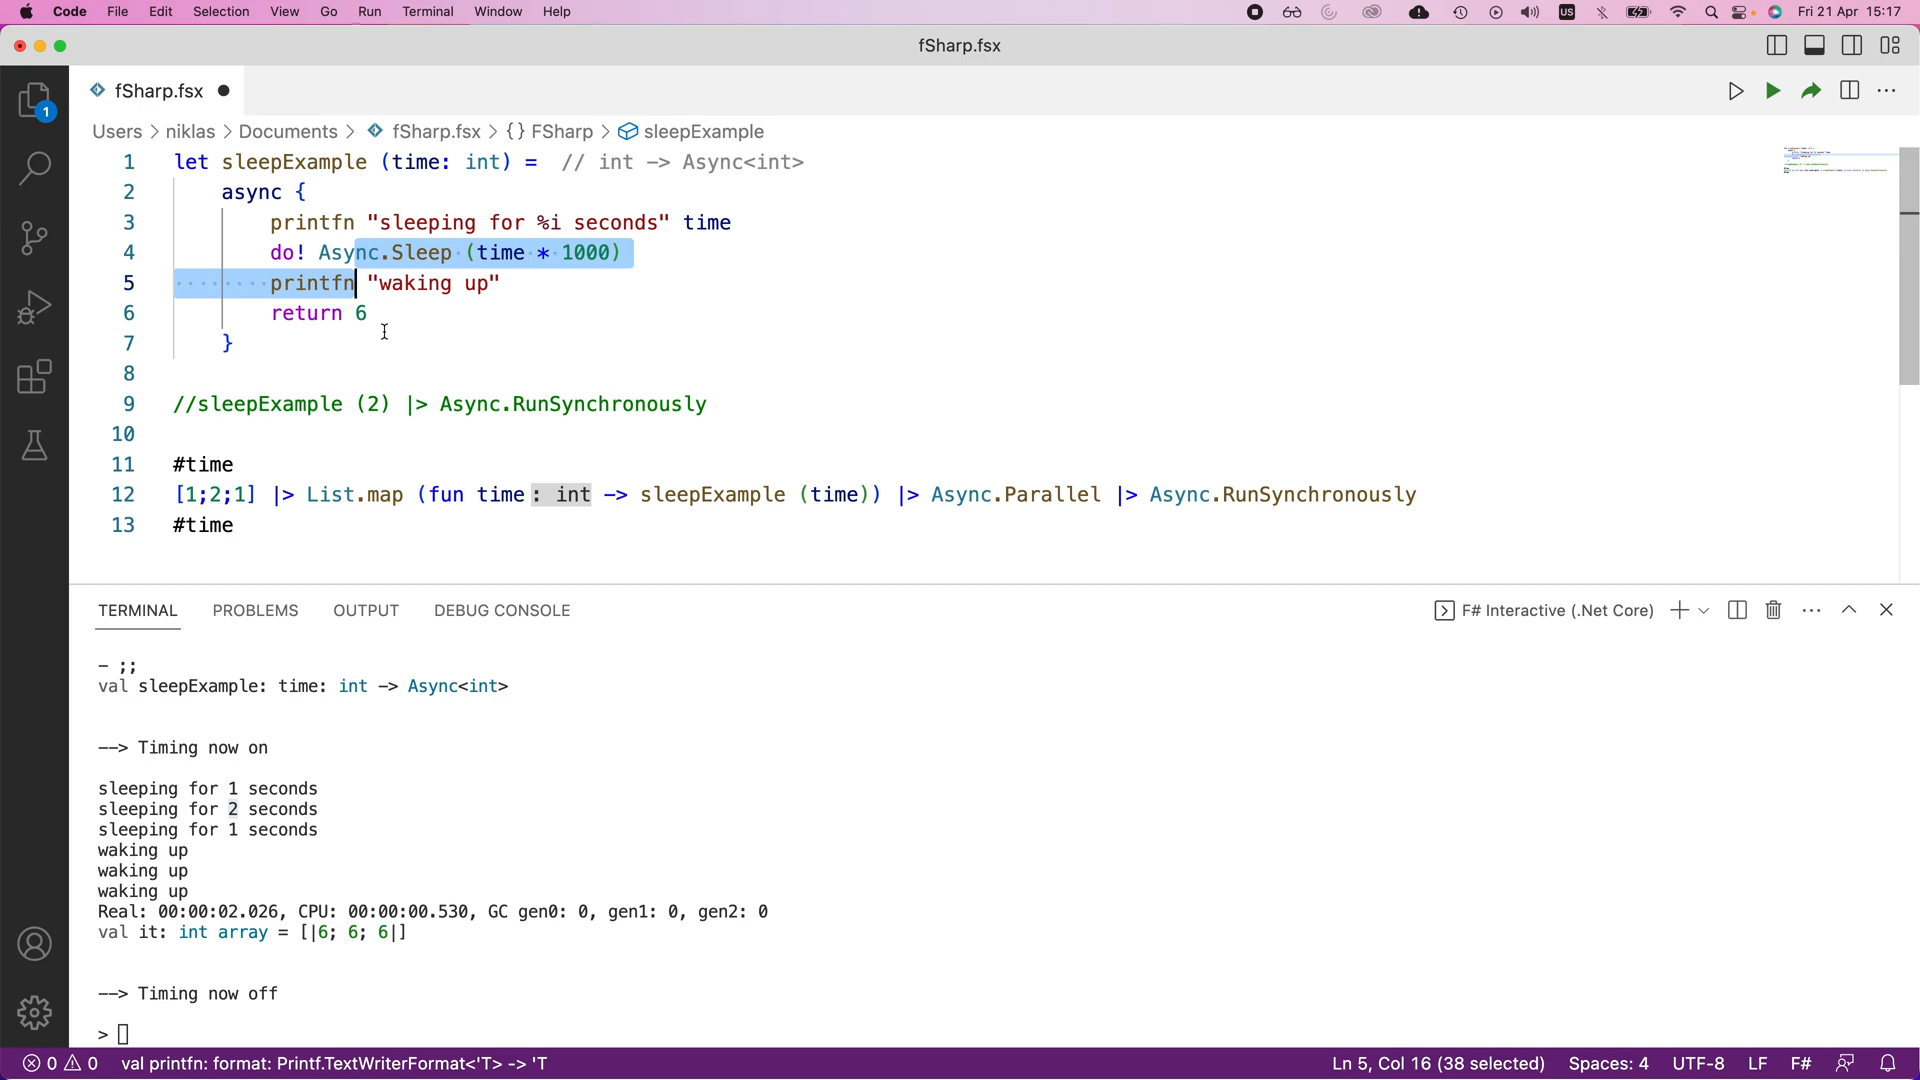 Code File Edit Selection View Go Run Terminal Window Help US Fri 21 Apr 15:17
fSharp.fsx
1 fSharp.fsx
Users > niklas > Documents > fSharp.fsx > {} FSharp > sleepExample
1 let sleepExample (time: int) = // int -> Async<int>
2 async {
3 printfn "sleeping for %i seconds" time
4 do! Async.Sleep (time * 1000)
5 printfn "waking up"
6 return 6
7 }
8
9 //sleepExample (2) |> Async.RunSynchronously
10
11 #time
12 [1;2;1] |> List.map (fun time: int -> sleepExample (time)) |> Async.Parallel |> Async.RunSynchronously
13 #time
TERMINAL PROBLEMS OUTPUT DEBUG CONSOLE F# Interactive (.Net Core)
- ;;
val sleepExample: time: int -> Async<int>
--> Timing now on
sleeping for 1 seconds
sleeping for 2 seconds
sleeping for 1 seconds
waking up
waking up
waking up
Real: 00:00:02.026, CPU: 00:00:00.530, GC gen0: 0, gen1: 0, gen2: 0
val it: int array = [|6; 6; 6|]
--> Timing now off
>
0 0 val printfn: format: Printf.TextWriterFormat<'T> -> 'T Ln 5, Col 16 (38 selected) Spaces: 4 UTF-8 LF F#